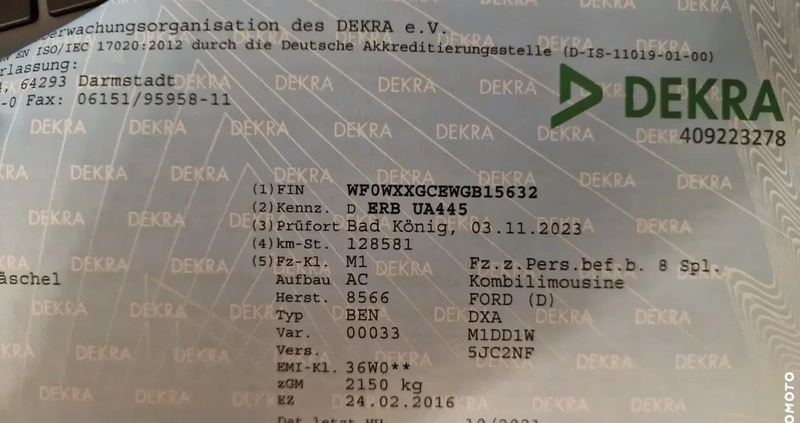 erwachungsorganisation des DEKRA e.V.
EN ISO/IEC 17020:2012 durch die Deutsche Akkreditierungsstelle (D-IS-11019-01-00)
rlassung:
, 64293 Darmstadt
-0 Fax: 06151/95958-11
DEKRA
409223278
(1) FIN WF0WXXGCEWGB15632
(2) Kennz. D ERB UA445
(3) Prüfort Bad König, 03.11.2023
(4) km-St. 128581
(5) Fz-Kl. M1 Fz.z.Pers.bef.b. 8 Spl.
äschel
Aufbau AC Kombilimousine
Herst. 8566 FORD (D)
Typ BEN DXA
Var. 00033 M1DD1W
Vers. 5JC2NF
EMI-Kl. 36W0**
zGM 2150 kg
EZ 24.02.2016
OMOTO